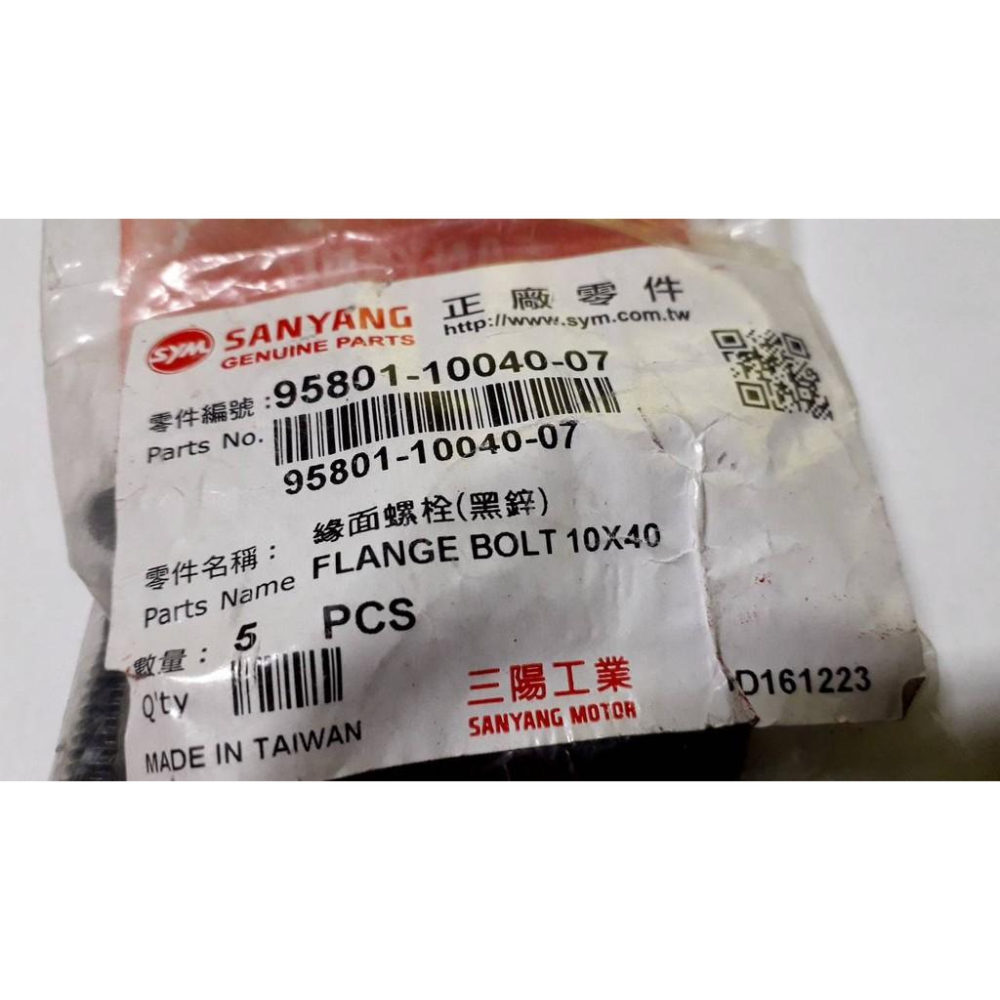 SYM SANYANG 正廠零件
GENUINE PARTS http://www.sym.com.tw
零件編號 : 95801-10040-07
Parts No.
95801-10040-07
緣面螺栓(黑鋅)
零件名稱 : FLANGE BOLT 10X40
Parts Name
數量 : 5 PCS
Q'ty
三陽工業
SANYANG MOTOR
D161223
MADE IN TAIWAN